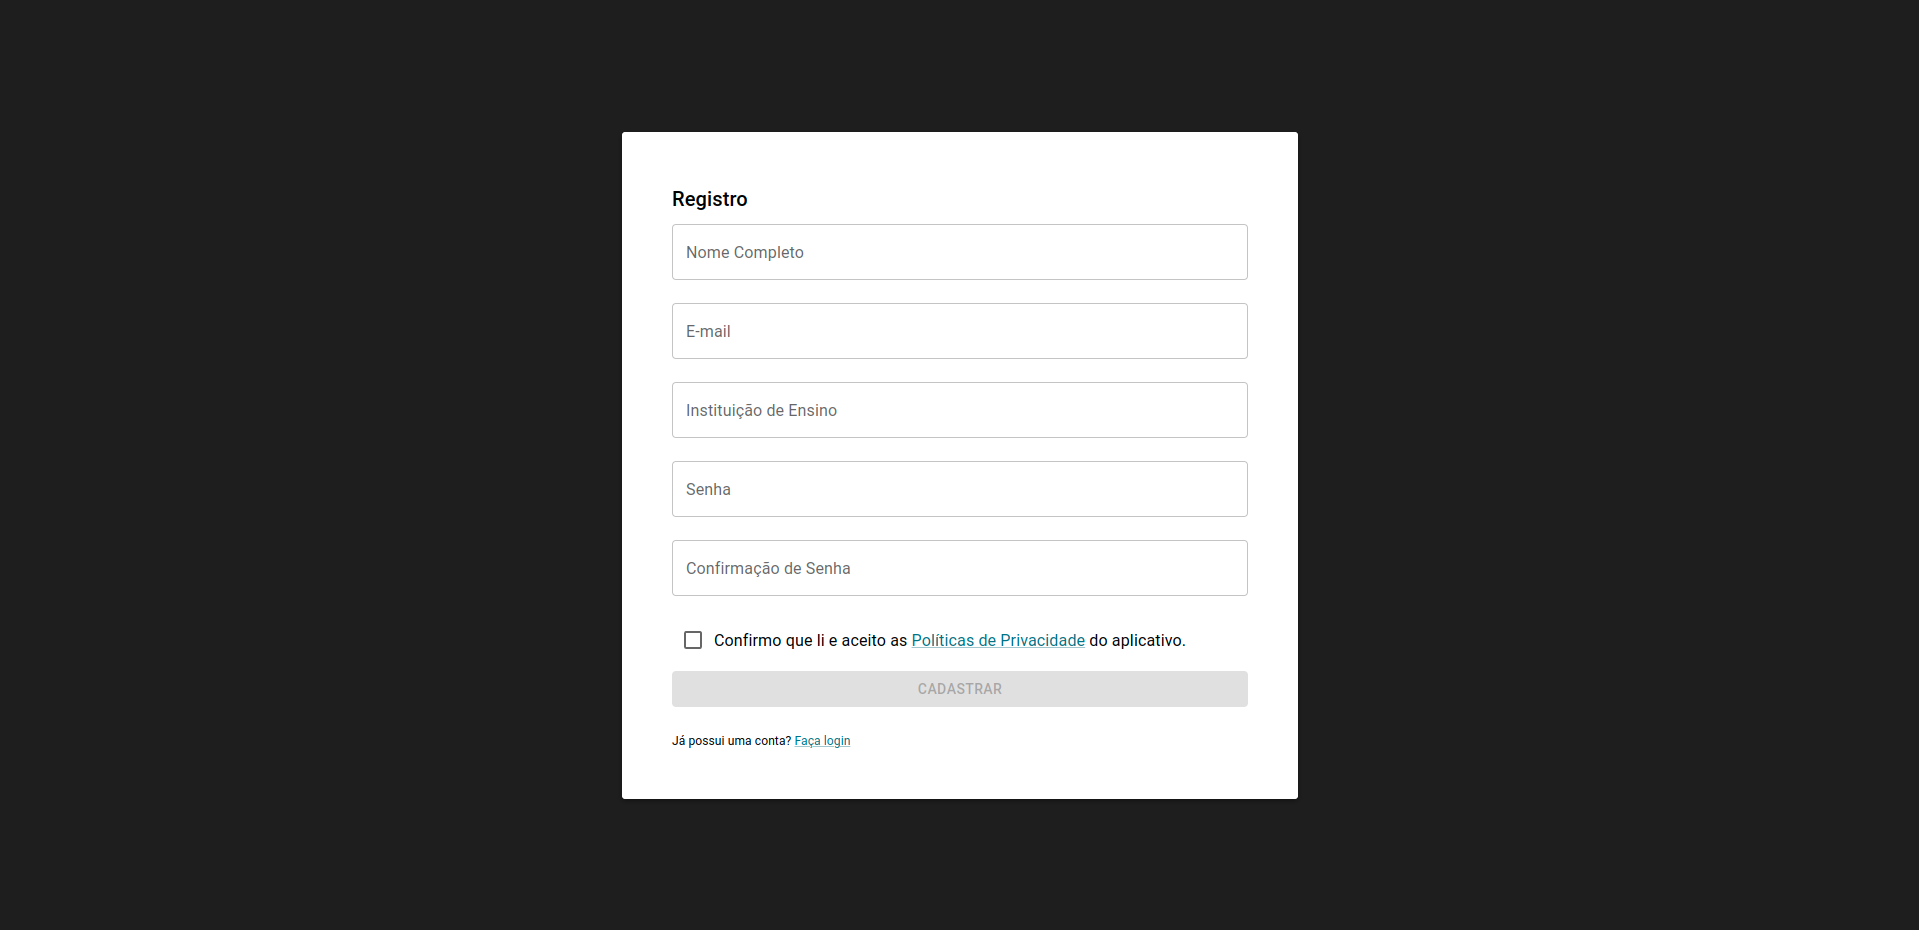 Registro
Nome Completo
E-mail
Instituição de Ensino
Senha
Confirmação de Senha
Confirmo que li e aceito as Políticas de Privacidade do aplicativo.
CADASTRAR
Já possui uma conta? Faça login